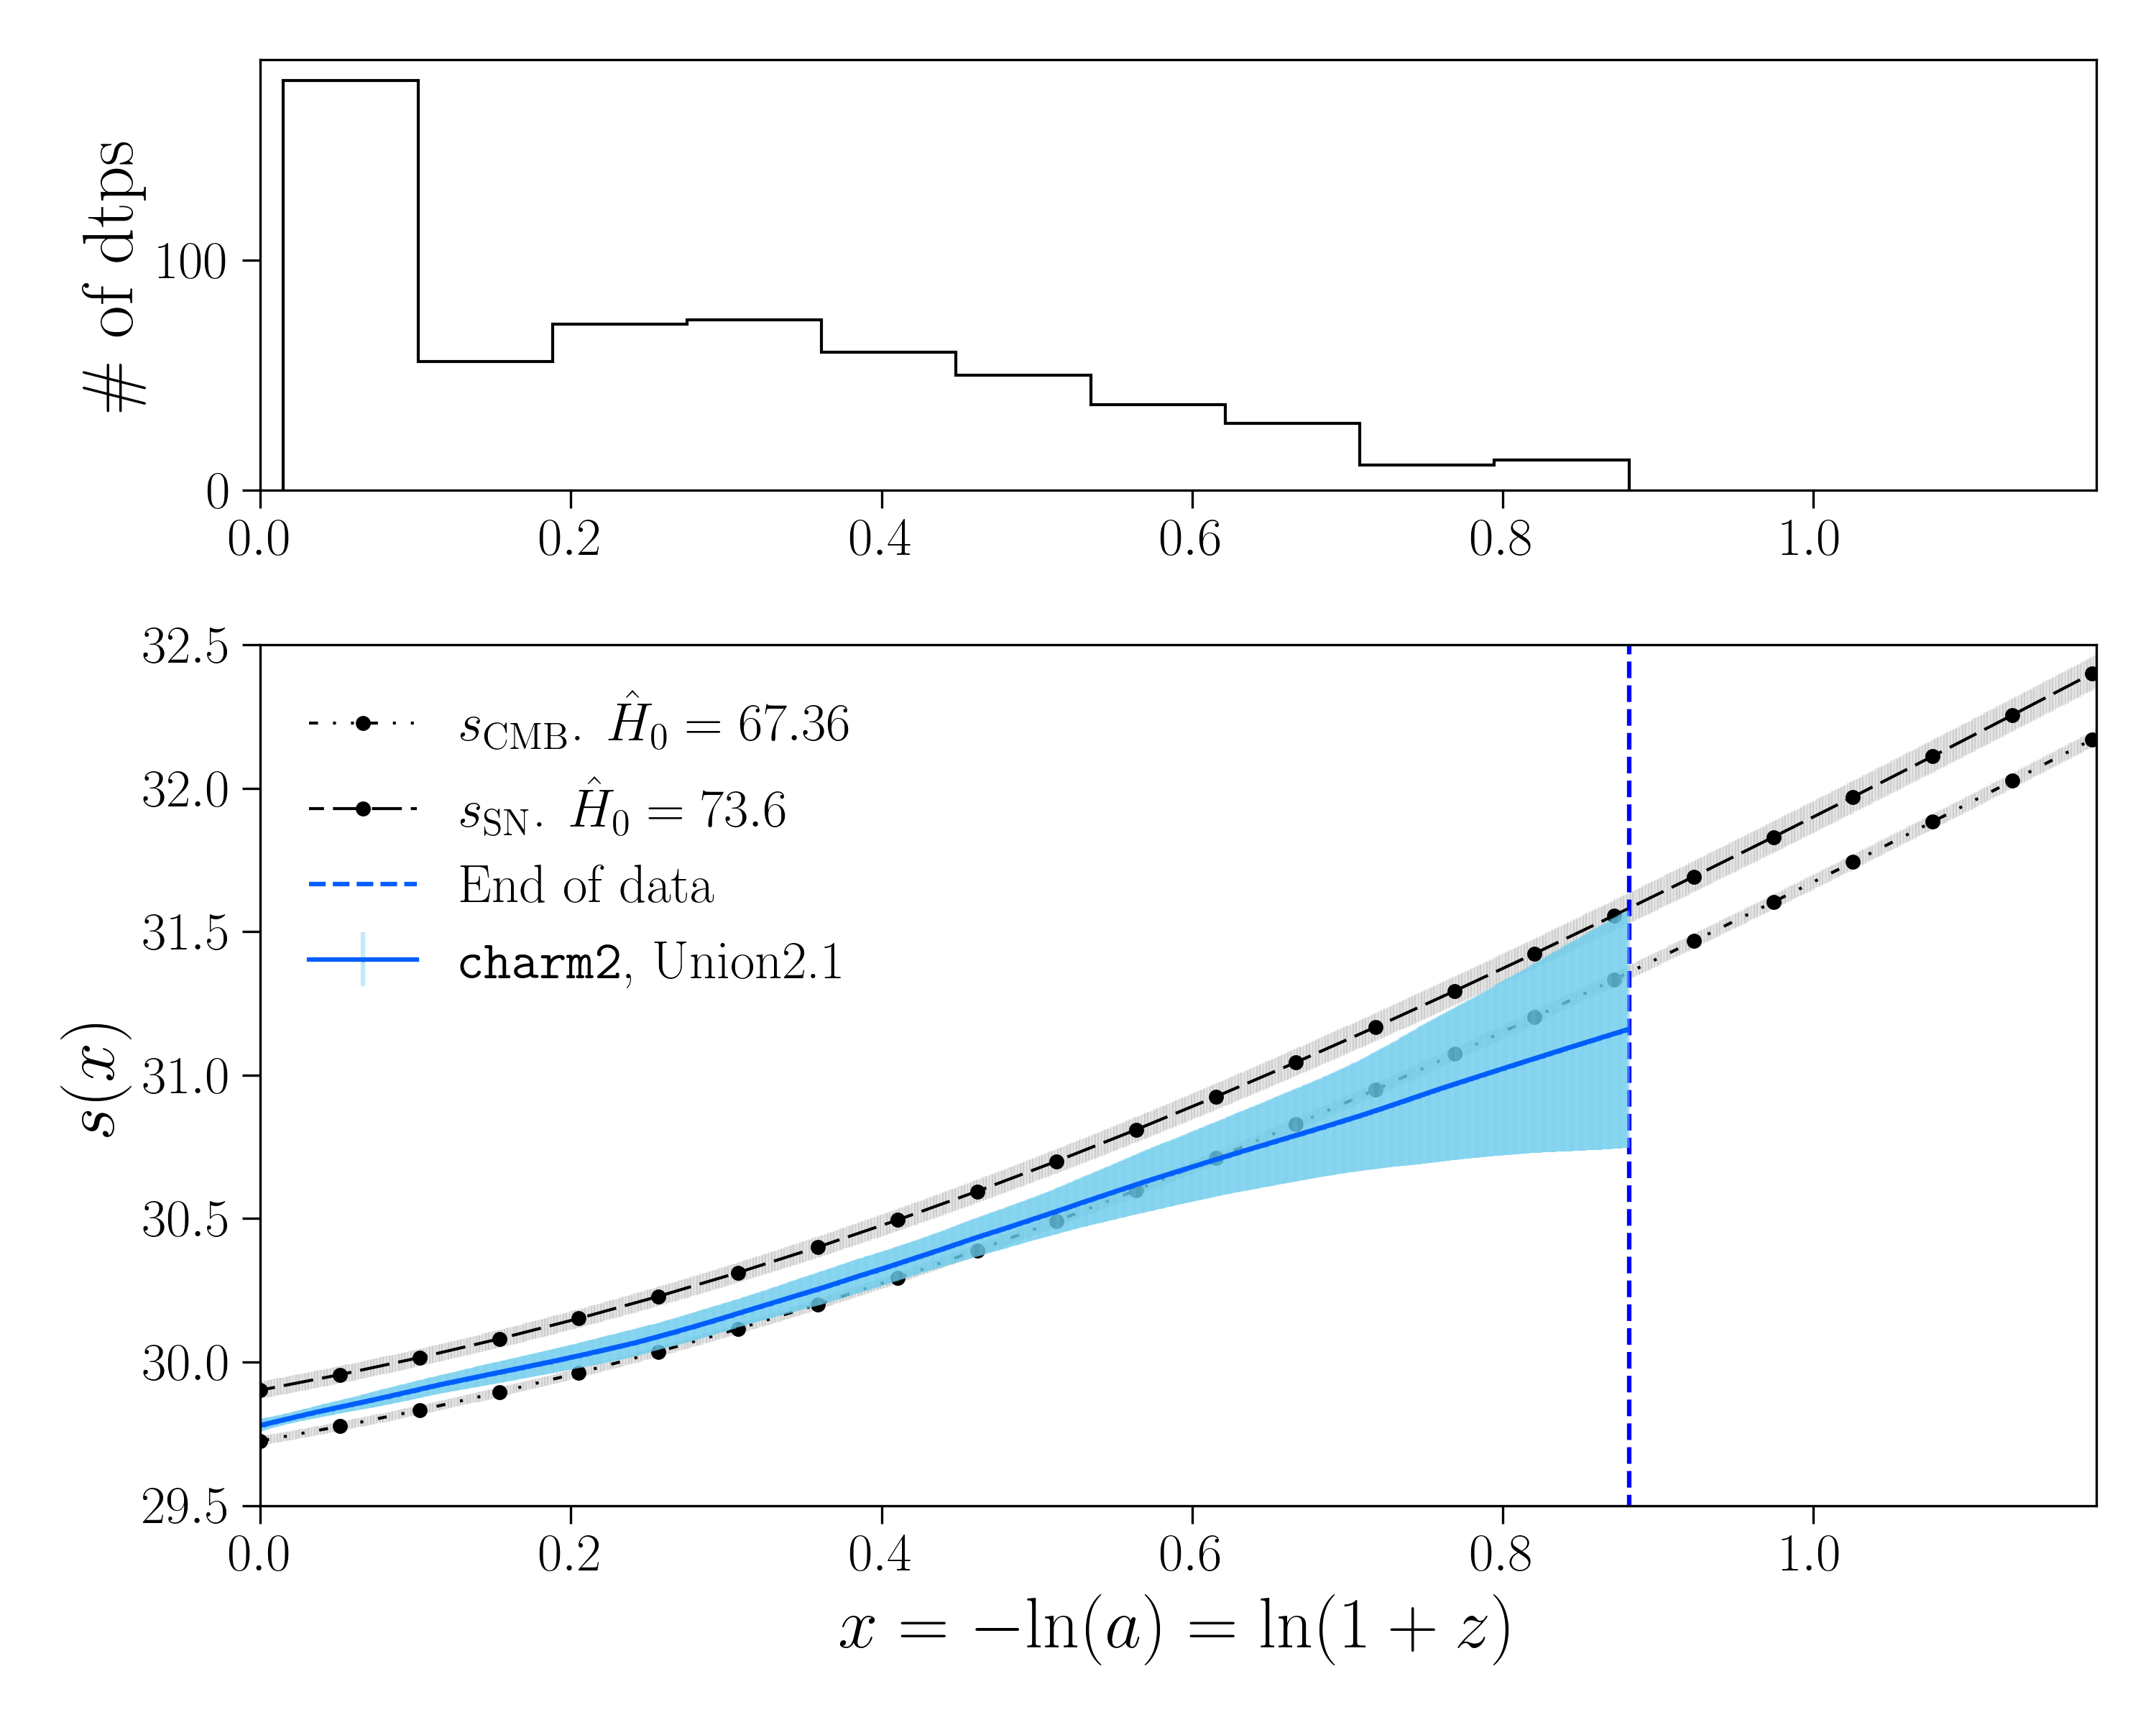 # of dtps
100
0
0.0 0.2 0.4 0.6 0.8 1.0
s(x)
32.5
32.0
31.5
31.0
30.5
30.0
29.5
s_CMB. Ĥ_0 = 67.36
s_SN. Ĥ_0 = 73.6
End of data
charm2, Union2.1
0.0 0.2 0.4 0.6 0.8 1.0
x = −ln(a) = ln(1 + z)